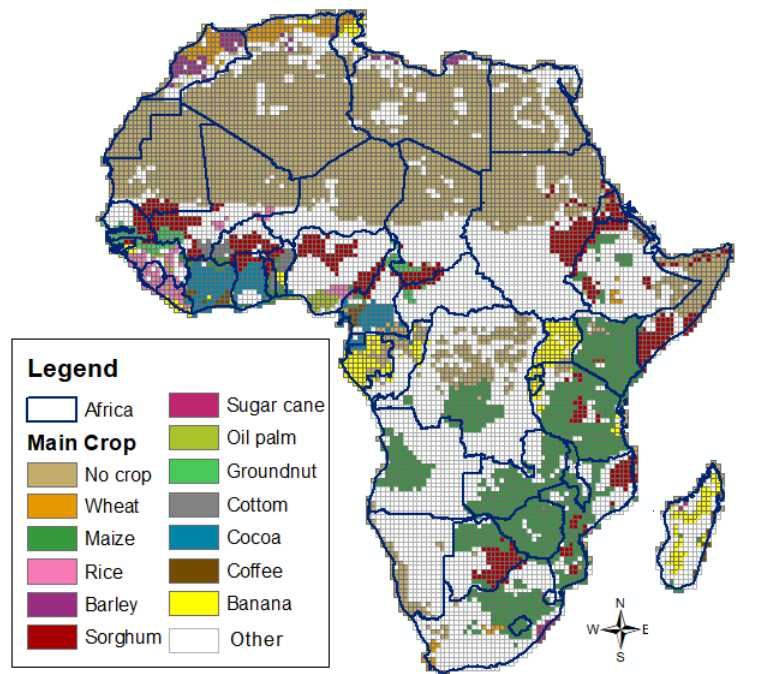 Legend
Africa
Main Crop
No crop
Wheat
Maize
Rice
Barley
Sorghum
Sugar cane
Oil palm
Groundnut
Cottom
Cocoa
Coffee
Banana
Other
N
W E
S